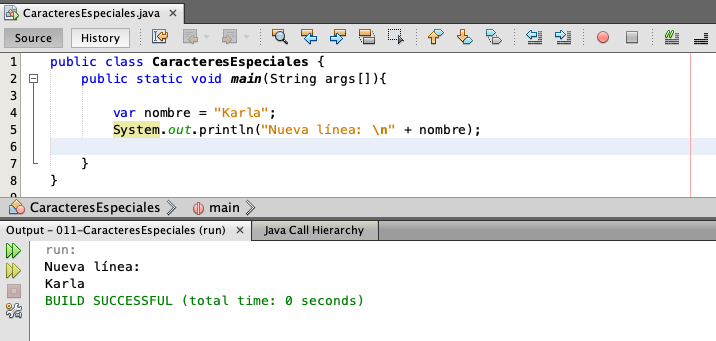 CaracteresEspeciales.java ×
Source History
1 public class CaracteresEspeciales {
2 public static void main(String args[]){
3
4 var nombre = "Karla";
5 System.out.println("Nueva línea: \n" + nombre);
6
7 }
8 }
CaracteresEspeciales main
Output - 011-CaracteresEspeciales (run) × Java Call Hierarchy
run:
Nueva línea:
Karla
BUILD SUCCESSFUL (total time: 0 seconds)